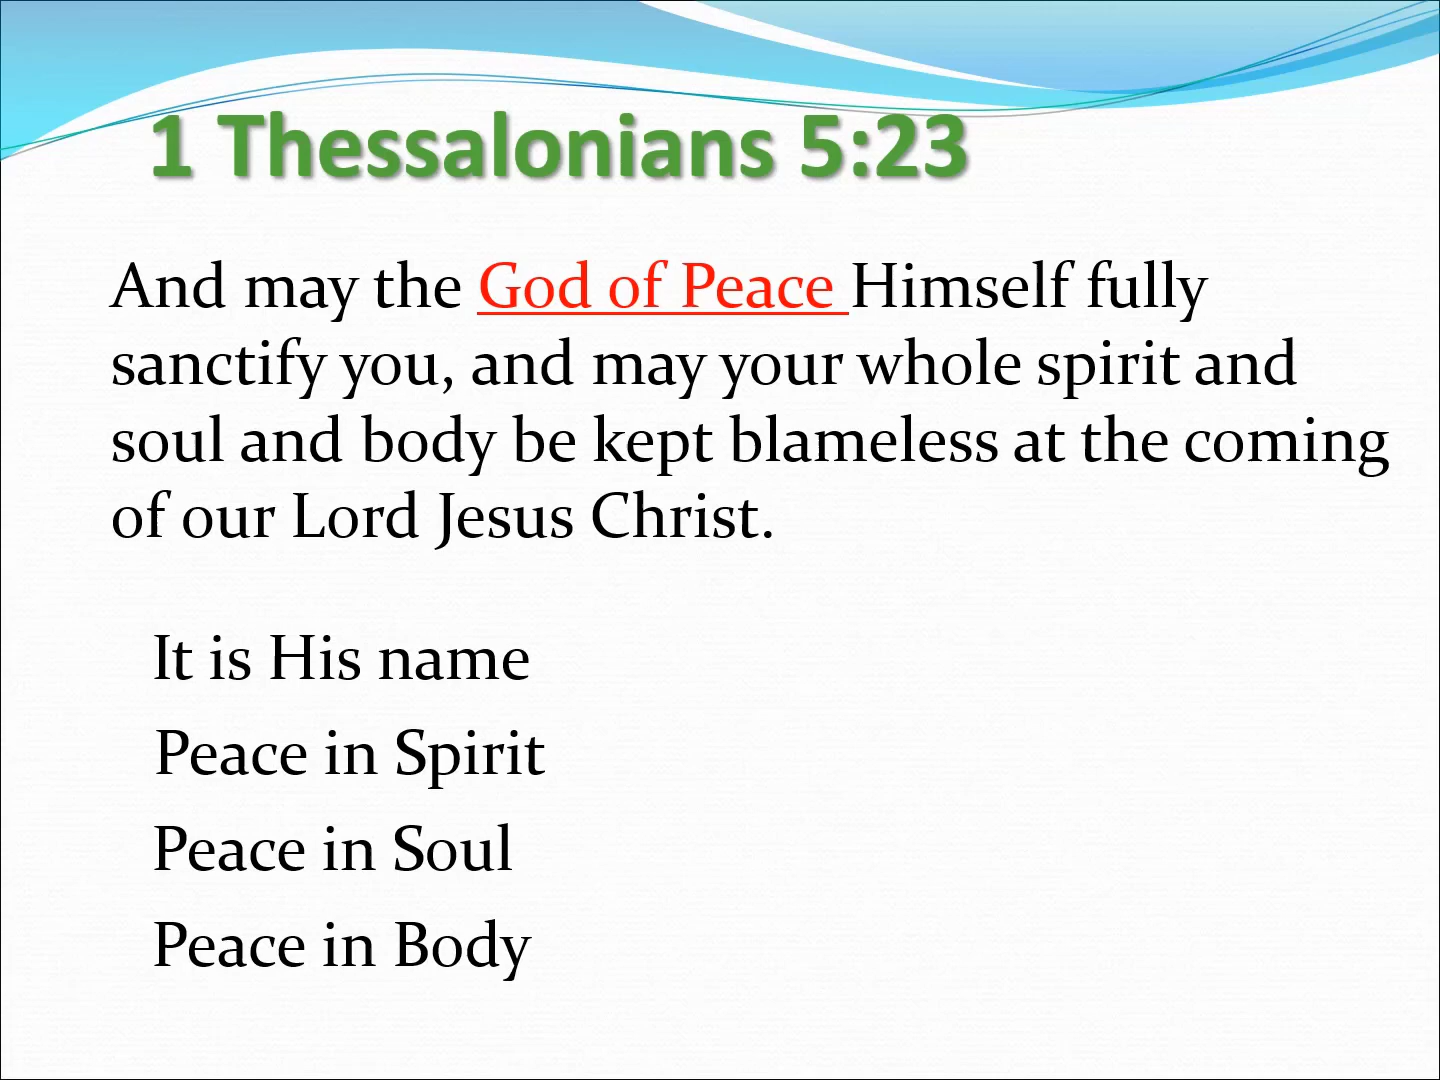 1 Thessalonians 5:23
And may the God of Peace Himself fully
sanctify you, and may your whole spirit and
soul and body be kept blameless at the coming
of our Lord Jesus Christ.
It is His name
Peace in Spirit
Peace in Soul
Peace in Body